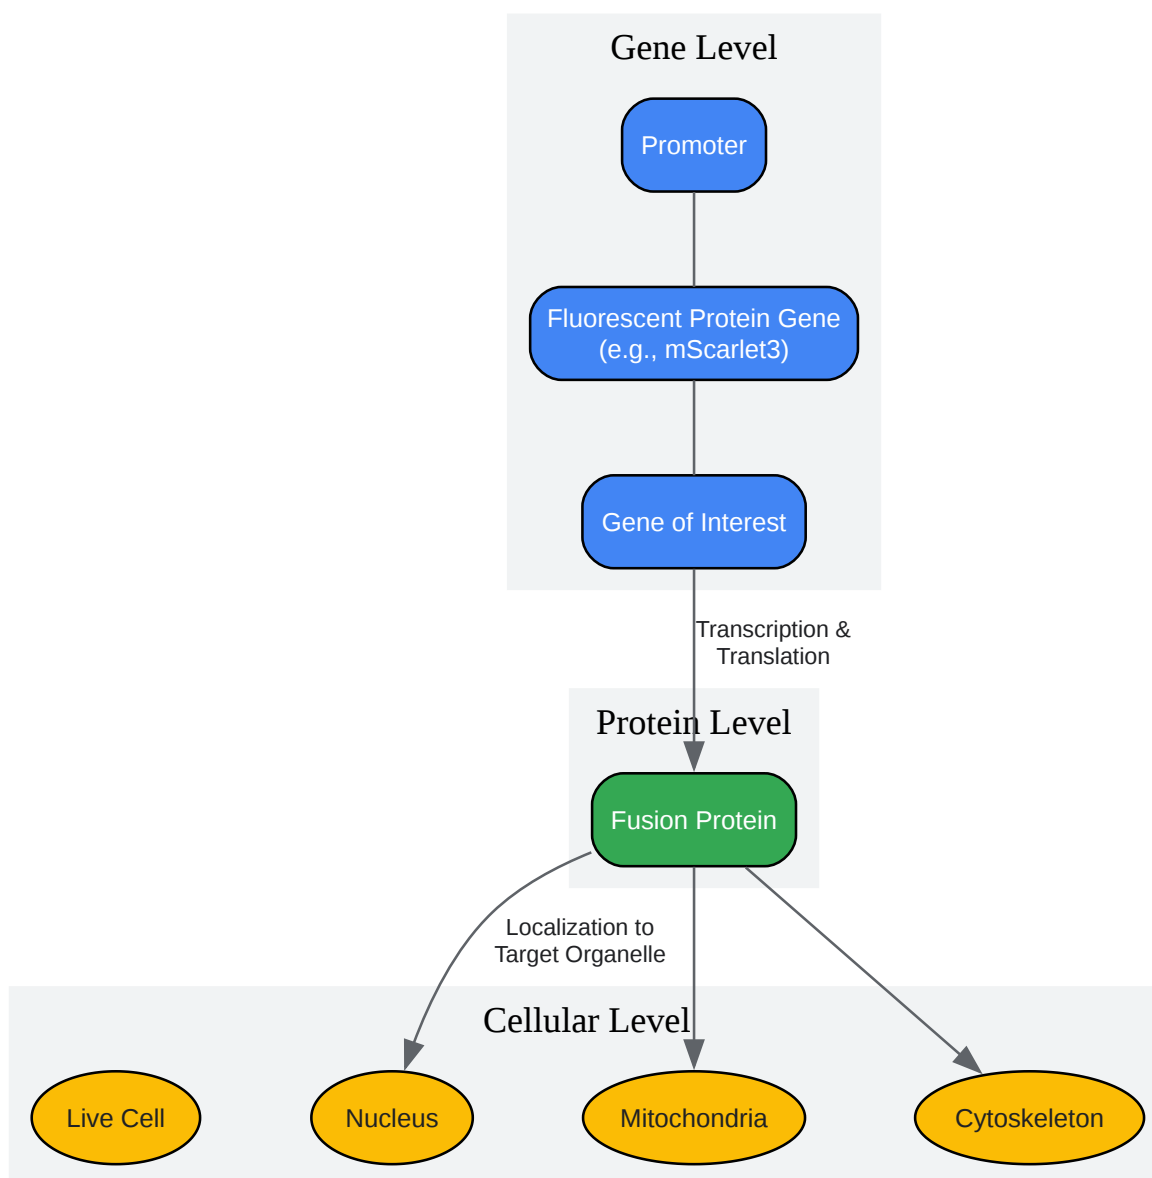 Gene Level
Promoter
Fluorescent Protein Gene
(e.g., mScarlet3)
Gene of Interest
Transcription &
Translation
Protein Level
Fusion Protein
Localization to
Target Organelle
Cellular Level
Live Cell
Nucleus
Mitochondria
Cytoskeleton